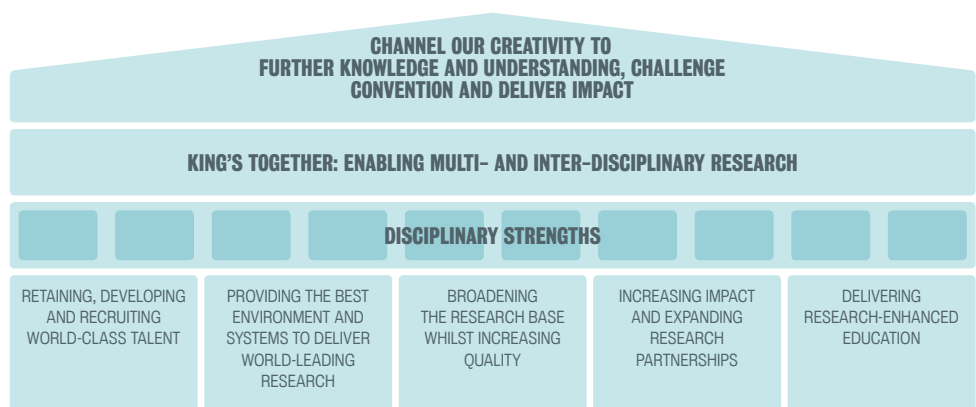 CHANNEL OUR CREATIVITY TO
FURTHER KNOWLEDGE AND UNDERSTANDING, CHALLENGE
CONVENTION AND DELIVER IMPACT
KING'S TOGETHER: ENABLING MULTI- AND INTER-DISCIPLINARY RESEARCH
DISCIPLINARY STRENGTHS
RETAINING, DEVELOPING
AND RECRUITING
WORLD-CLASS TALENT
PROVIDING THE BEST
ENVIRONMENT AND
SYSTEMS TO DELIVER
WORLD-LEADING
RESEARCH
BROADENING
THE RESEARCH BASE
WHILST INCREASING
QUALITY
INCREASING IMPACT
AND EXPANDING
RESEARCH
PARTNERSHIPS
DELIVERING
RESEARCH-ENHANCED
EDUCATION